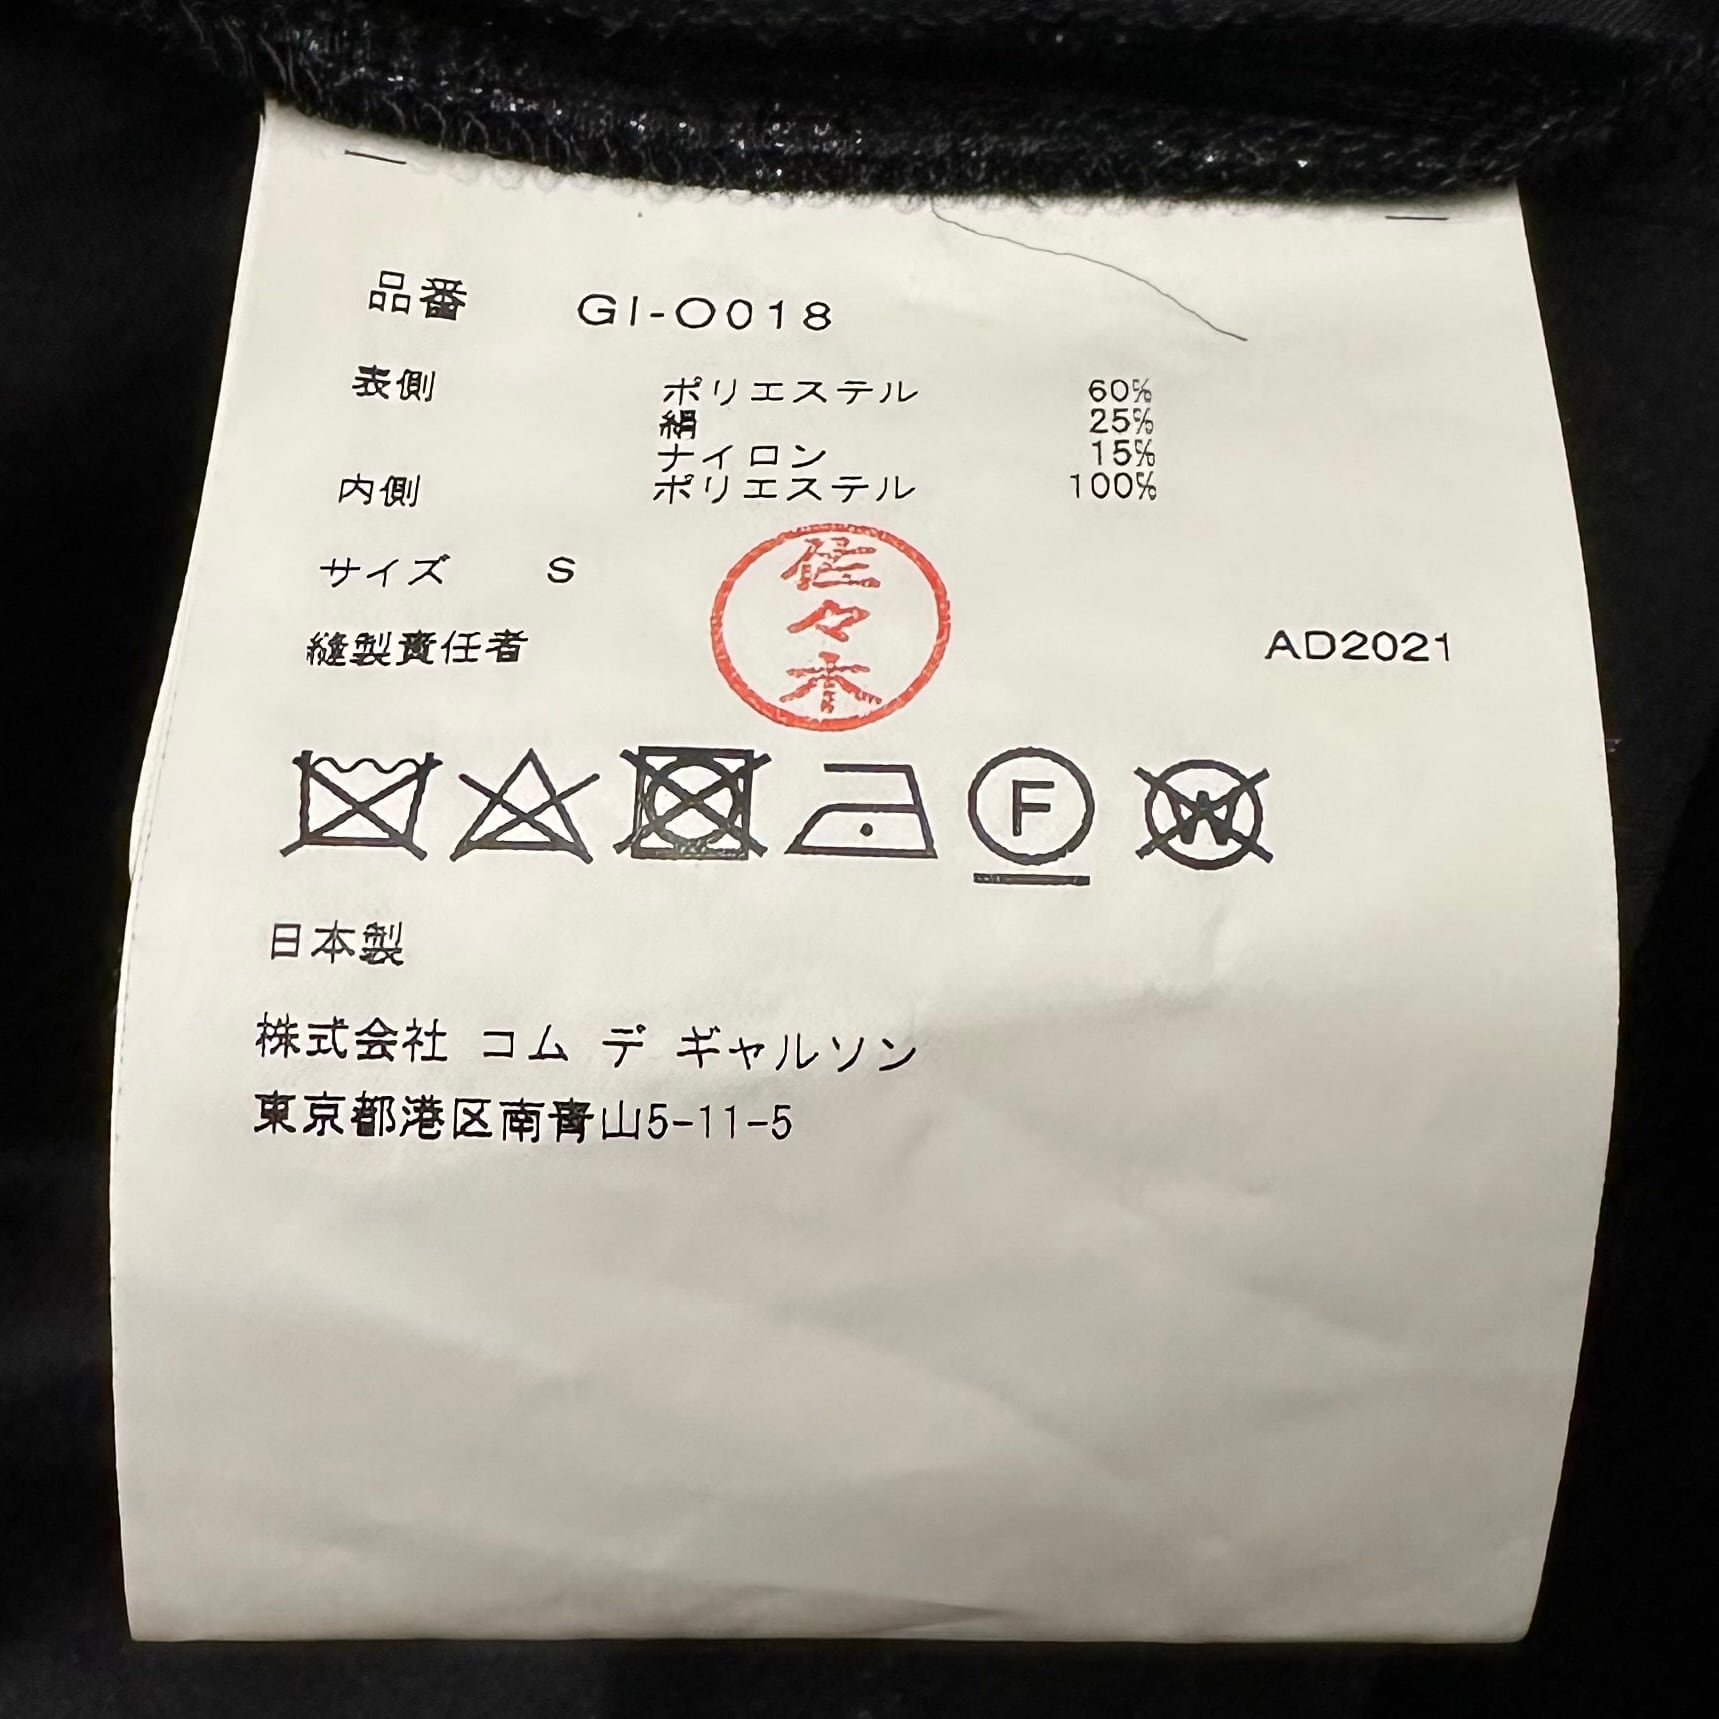 品番 GI-O018
表側 ポリエステル 60%
絹 25%
ナイロン 15%
内側 ポリエステル 100%
サイズ S
佐々木
縫製責任者 AD2021
F W
日本製
株式会社 コム デ ギャルソン
東京都港区南青山5-11-5